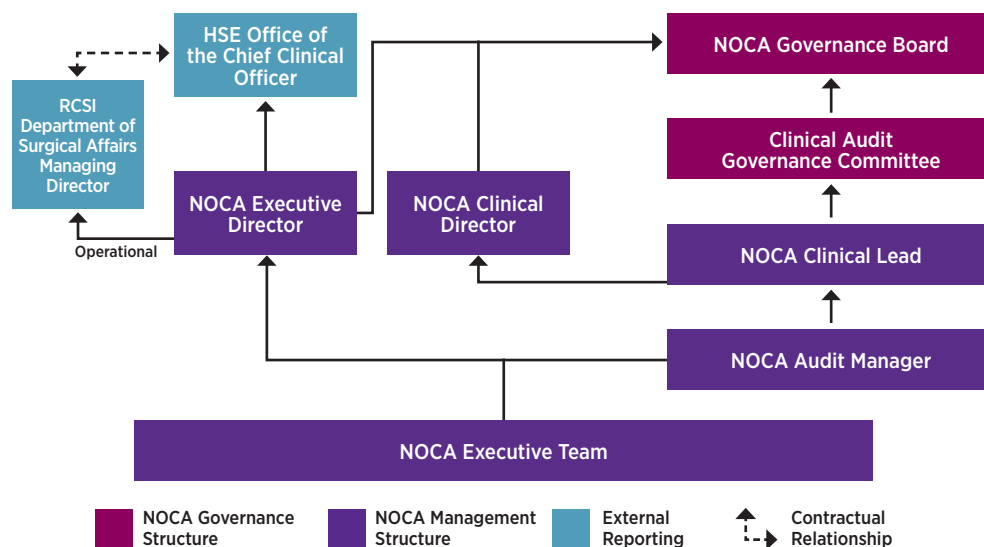 HSE Office of
the Chief Clinical
Officer
NOCA Governance Board
RCSI
Department of
Surgical Affairs
Managing
Director
Clinical Audit
Governance Committee
NOCA Executive
Director
NOCA Clinical
Director
Operational
NOCA Clinical Lead
NOCA Audit Manager
NOCA Executive Team
NOCA Governance
Structure
NOCA Management
Structure
External
Reporting
Contractual
Relationship